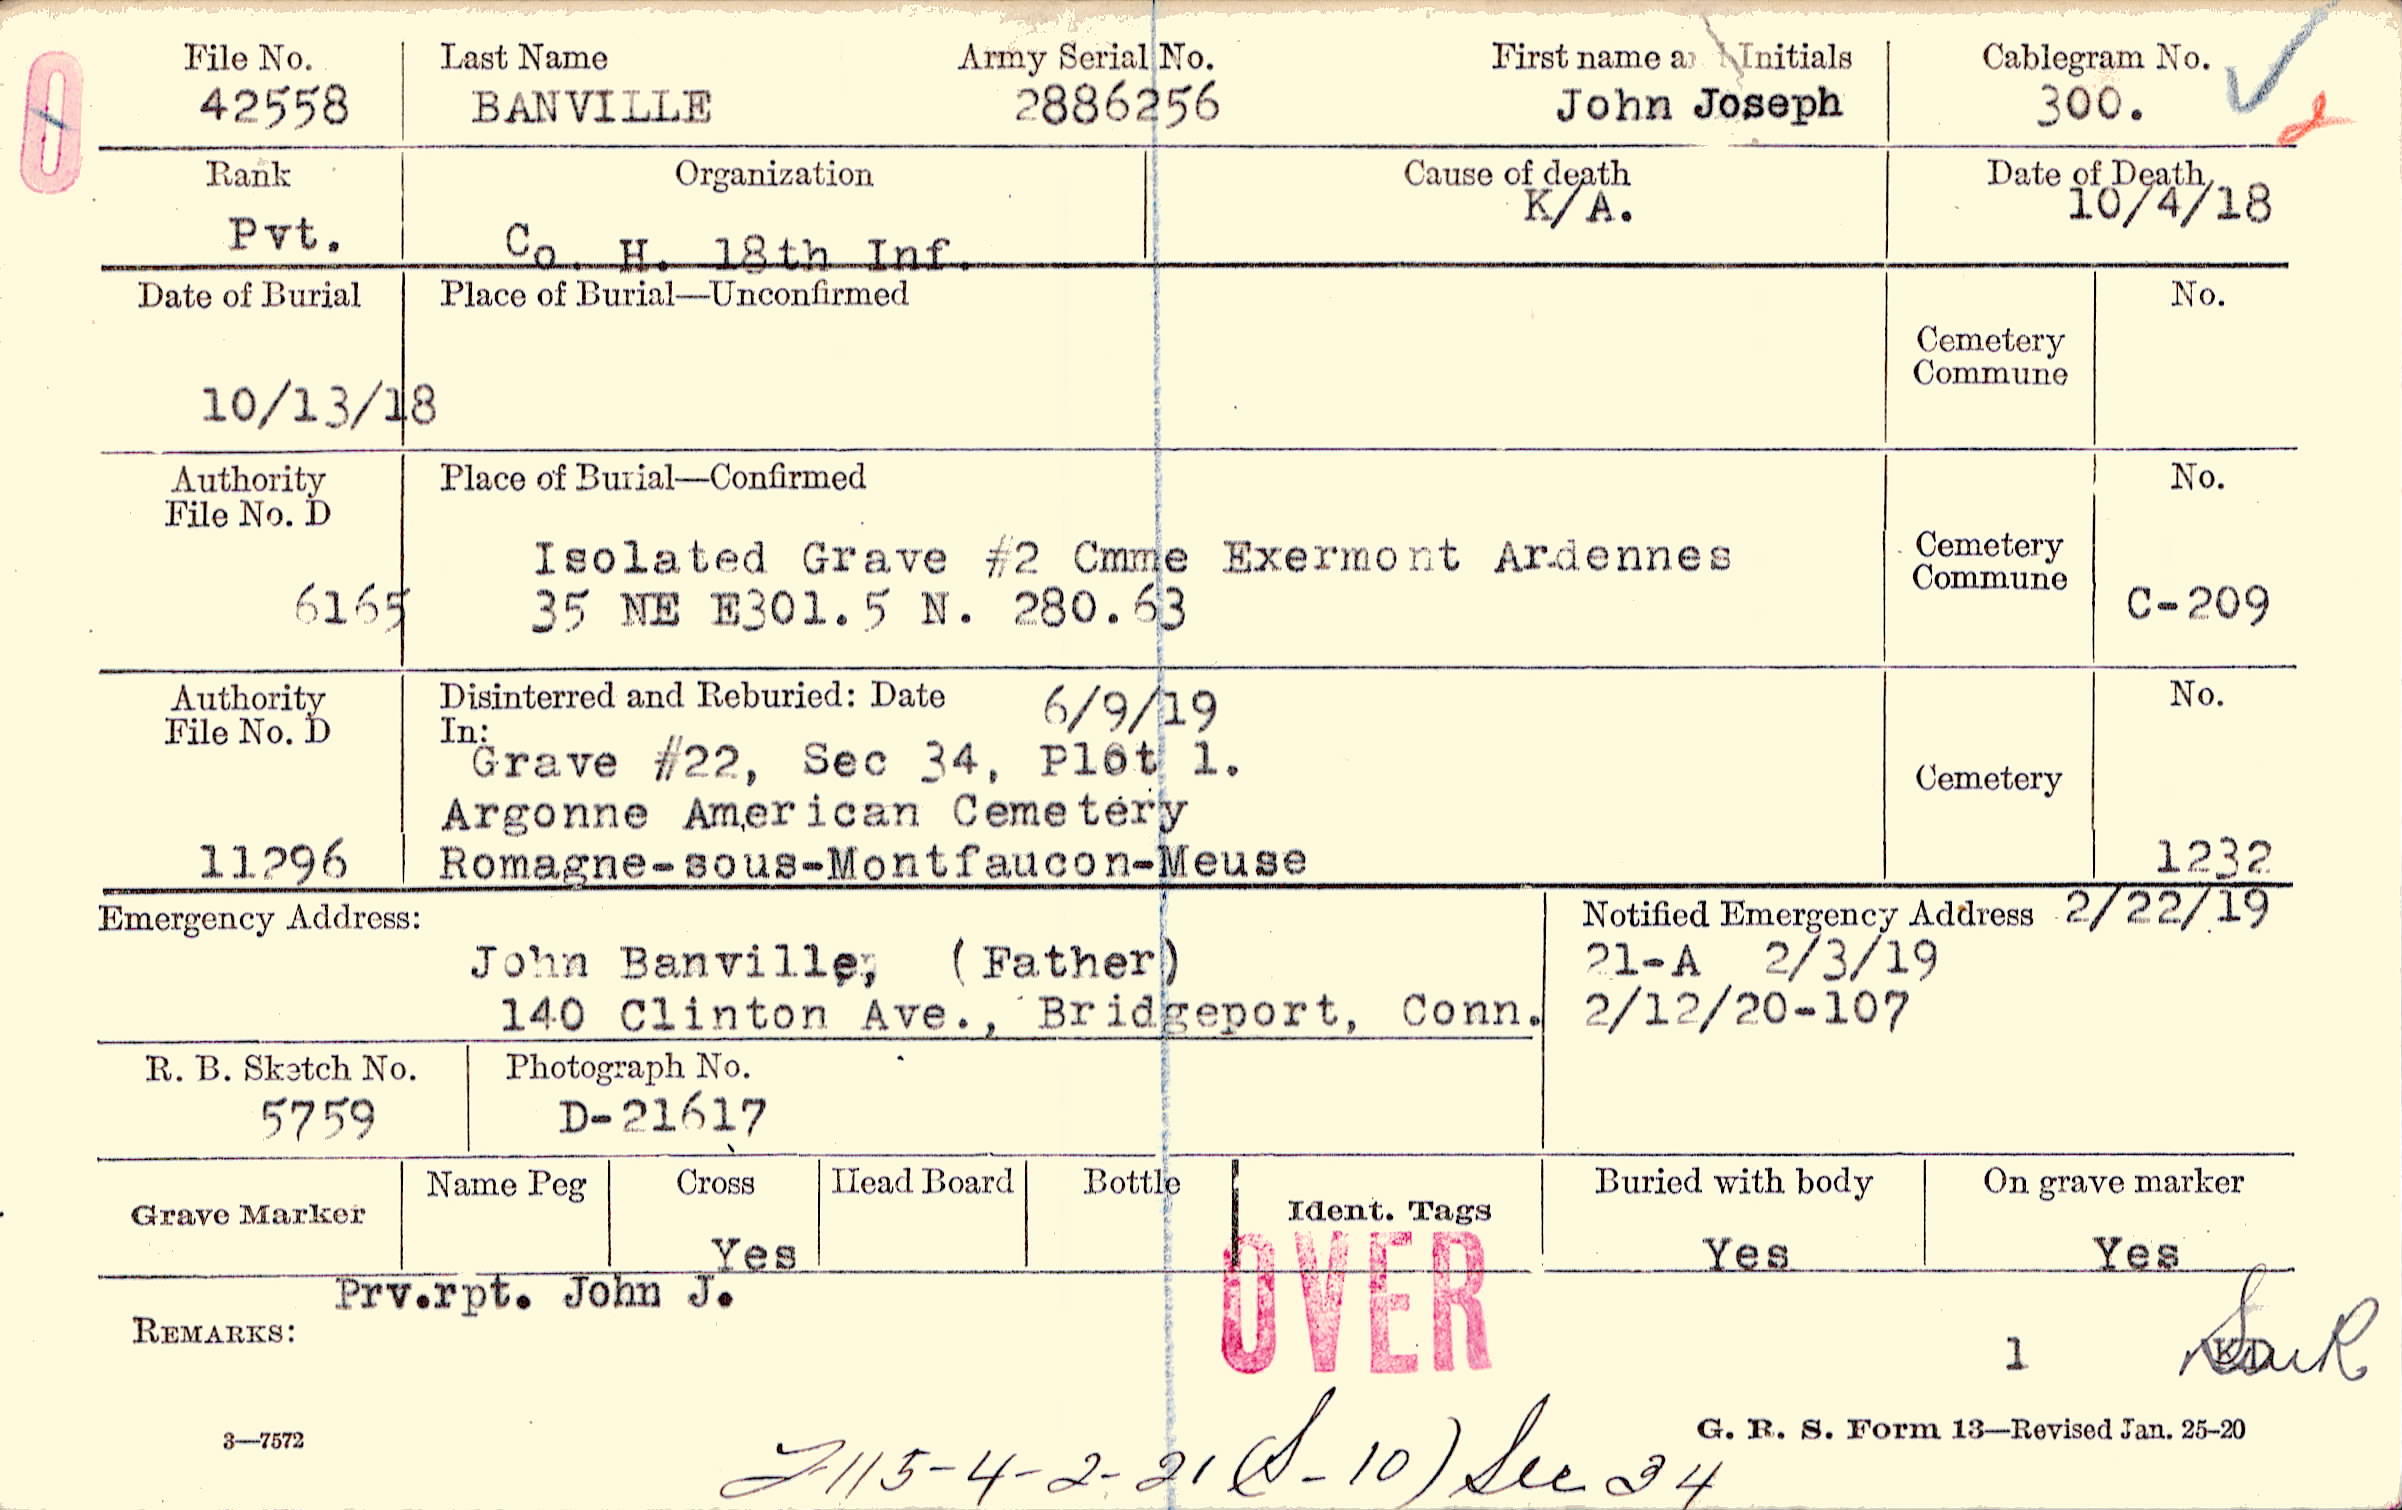 O
File No. Last Name Army Serial No. First name a Initials Cablegram No.
42558 BANVILLE 2886256 John Joseph 300.
Rank Organization Cause of death Date of Death
Pvt. Co. H. 18th Inf. K/A. 10/4/18
Date of Burial Place of Burial—Unconfirmed No.
Cemetery
Commune
10/13/18
Authority Place of Burial—Confirmed No.
File No. D
Isolated Grave #2 Cmme Exermont Ardennes Cemetery
Commune
6165 35 NE E301.5 N. 280.63 C-209
Authority Disinterred and Reburied: Date 6/9/19 No.
File No. D In:
Grave #22, Sec 34, Plot 1.
Cemetery
Argonne American Cemetery
11296 Romagne-sous-Montfaucon-Meuse 1232
Emergency Address: Notified Emergency Address 2/22/19
John Banville, (Father) 21-A 2/3/19
140 Clinton Ave., Bridgeport, Conn. 2/12/20-107
R. B. Sketch No. Photograph No.
5759 D-21617
Grave Marker Name Peg Cross Head Board Bottle Ident. Tags Buried with body On grave marker
Yes Yes Yes
Prv.rpt. John J.
OVER
REMARKS:
1
3—7572 G. R. S. Form 13—Revised Jan. 25-20
115-4-2-21 (S-10) Sec 34